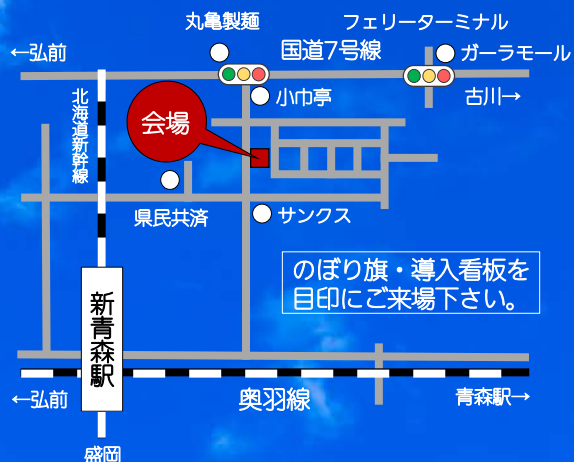 丸亀製麺
フェリーターミナル
←弘前
国道7号線
ガーラモール
北海道新幹線
小巾亭
古川→
会場
県民共済
サンクス
のぼり旗・導入看板を
目印にご来場下さい。
新青森駅
←弘前
奥羽線
青森駅→
盛岡